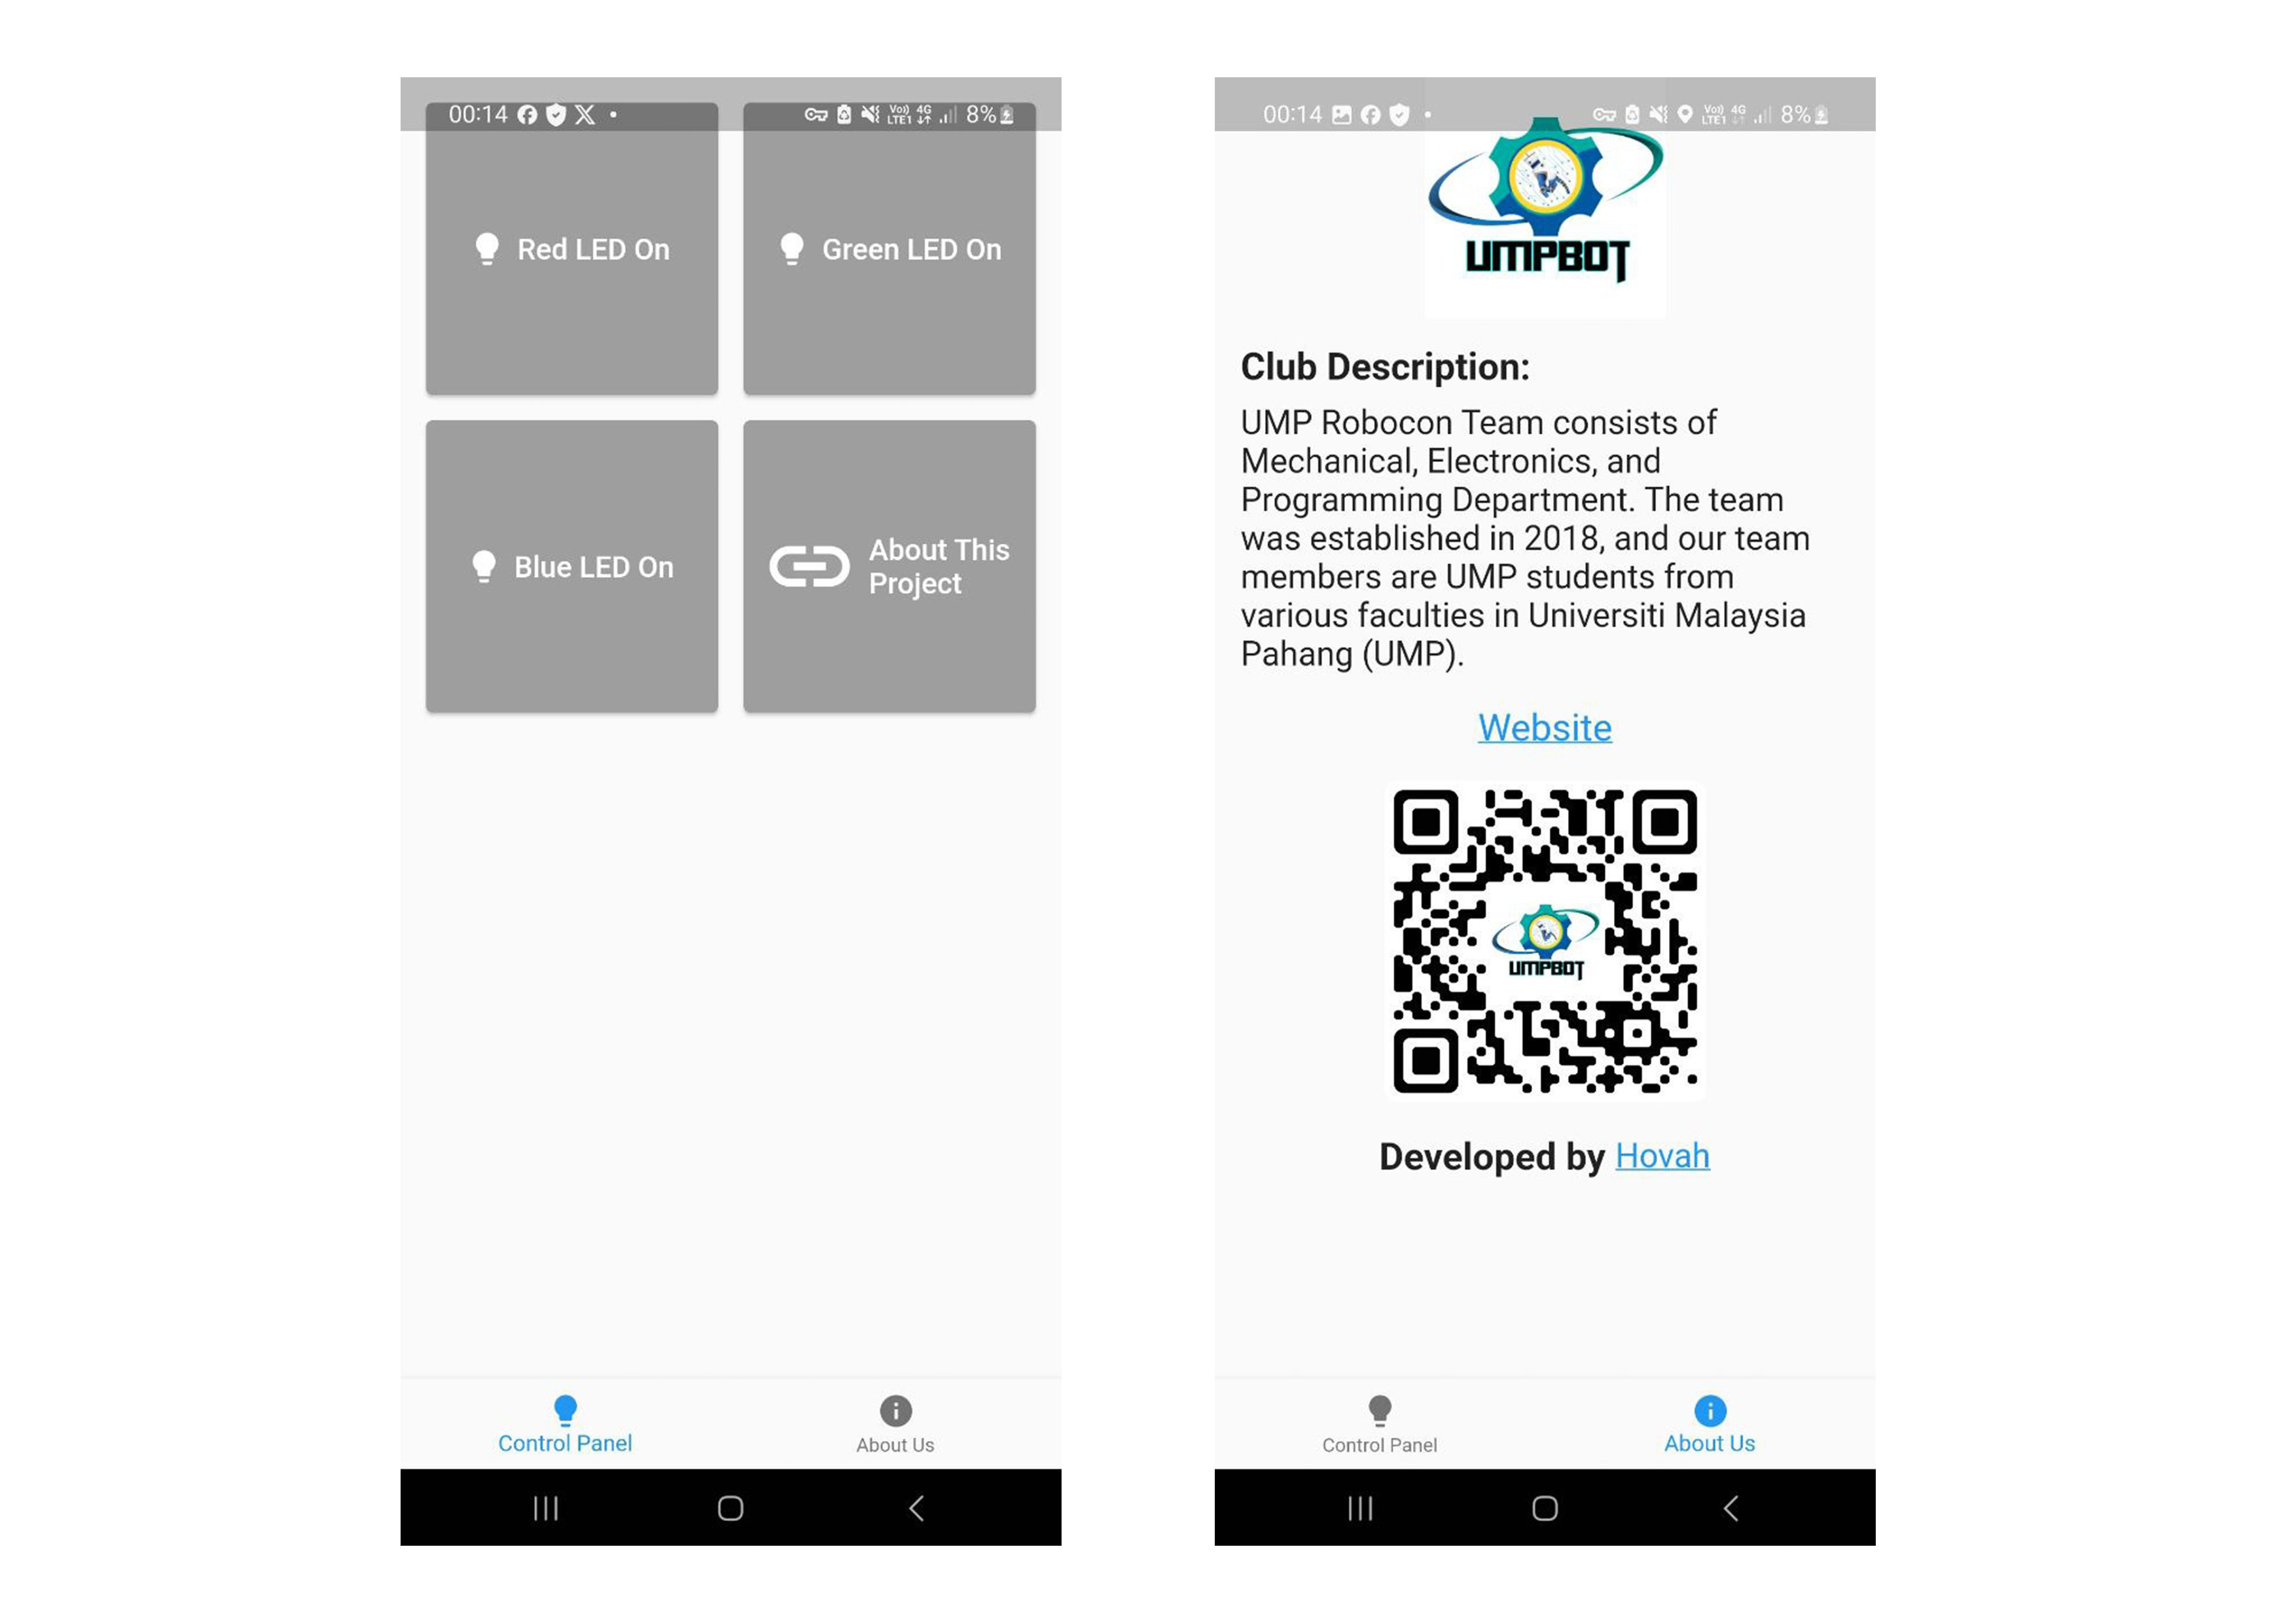 00:14
Vo)) 4G
LTE1 8%
Red LED On
Green LED On
Blue LED On
About This
Project
Control Panel
About Us
00:14
Vo)) 4G
LTE1 8%
UMPBOT
Club Description:
UMP Robocon Team consists of
Mechanical, Electronics, and
Programming Department. The team
was established in 2018, and our team
members are UMP students from
various faculties in Universiti Malaysia
Pahang (UMP).
Website
UMPBOT
Developed by Hovah
Control Panel
About Us